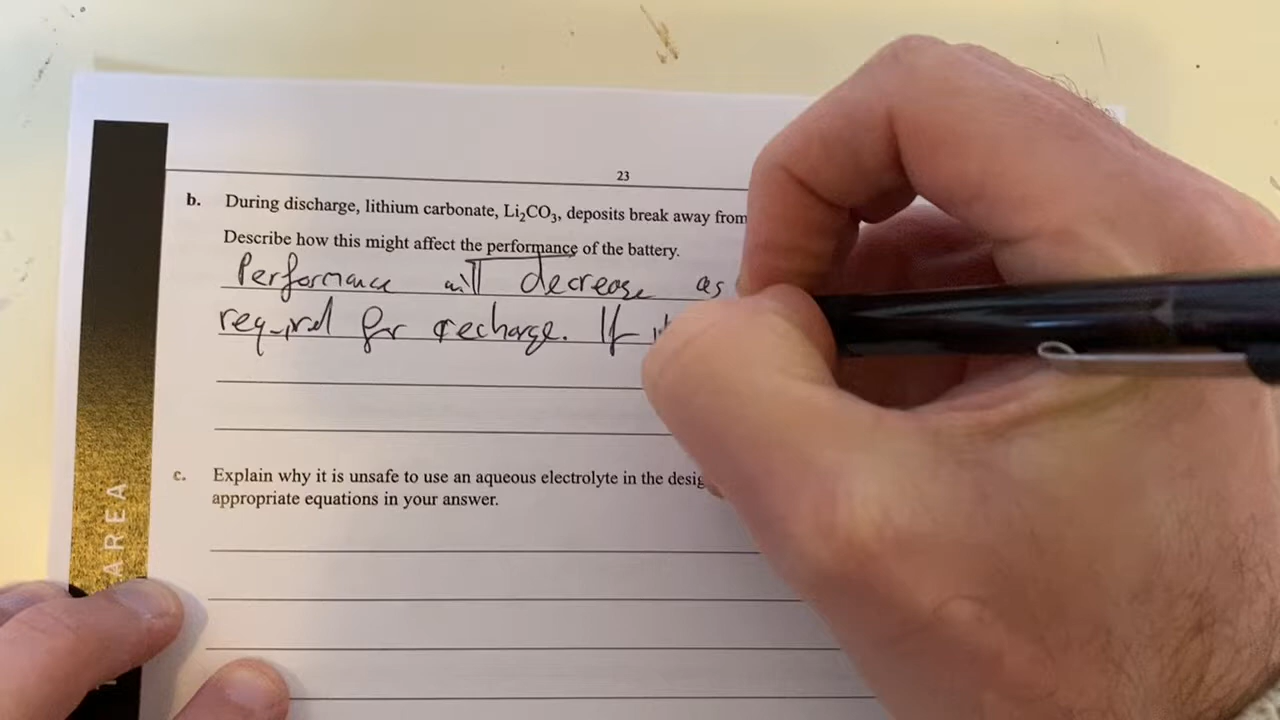 23
b. During discharge, lithium carbonate, Li₂CO₃, deposits break away from
Describe how this might affect the performance of the battery.
Performance will decrease as
required for recharge. If
c. Explain why it is unsafe to use an aqueous electrolyte in the desig
appropriate equations in your answer.
AREA